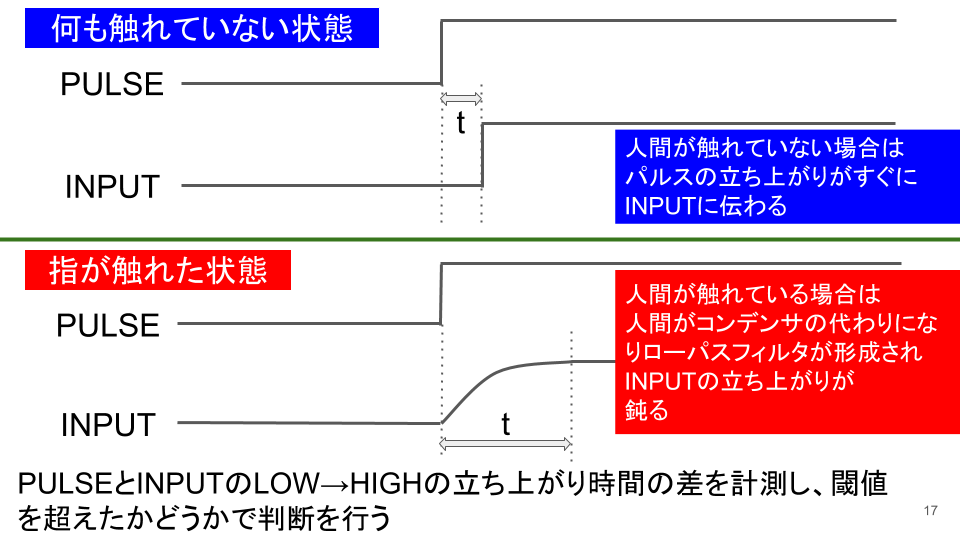 何も触れていない状態
PULSE
t
INPUT
人間が触れていない場合は
パルスの立ち上がりがすぐに
INPUTに伝わる
指が触れた状態
PULSE
人間が触れている場合は
人間がコンデンサの代わりにな
りローパスフィルタが形成され
INPUTの立ち上がりが
鈍る
INPUT
t
PULSEとINPUTのLOW→HIGHの立ち上がり時間の差を計測し、閾値
を超えたかどうかで判断を行う
17